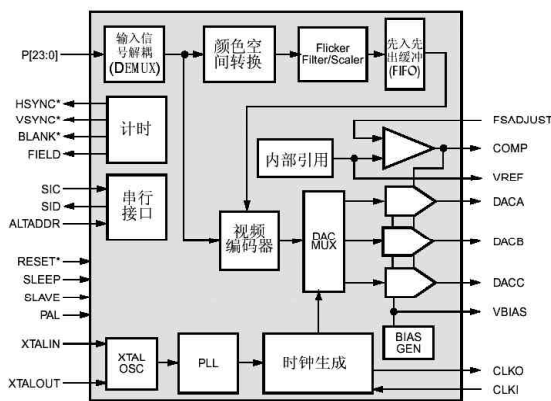 P[23:0]
输入信
号解耦
(DEMUX)
颜色空
间转换
Flicker
Filter/Scaler
先入先
出缓冲
(FIFO)
HSYNC*
VSYNC*
BLANK*
FIELD
计时
FSADJUST
COMP
VREF
内部引用
SIC
SID
ALTADDR
串行
接口
视频
编码器
DAC
MUX
DACA
DACB
DACC
VBIAS
BIAS
GEN
RESET*
SLEEP
SLAVE
PAL
XTALIN
XTALOUT
XTAL
OSC
PLL
时钟生成
CLKO
CLKI